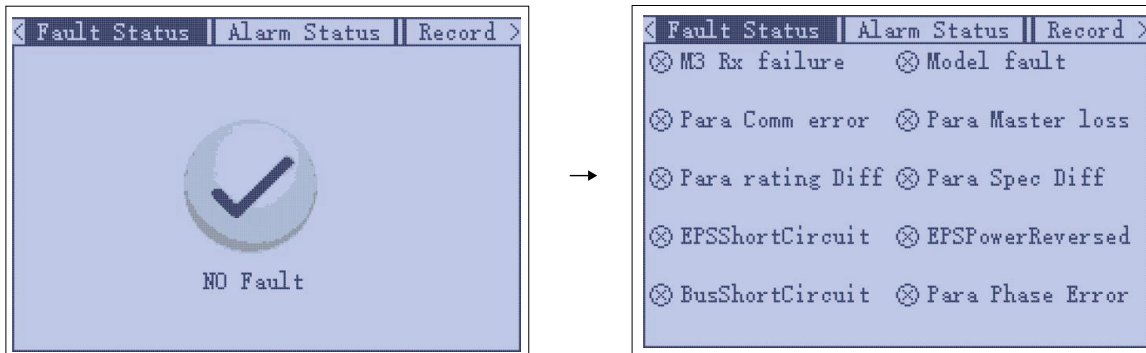 < Fault Status Alarm Status Record >
NO Fault
< Fault Status Alarm Status Record >
M3 Rx failure Model fault
Para Comm error Para Master loss
Para rating Diff Para Spec Diff
EPSShortCircuit EPSPowerReversed
BusShortCircuit Para Phase Error